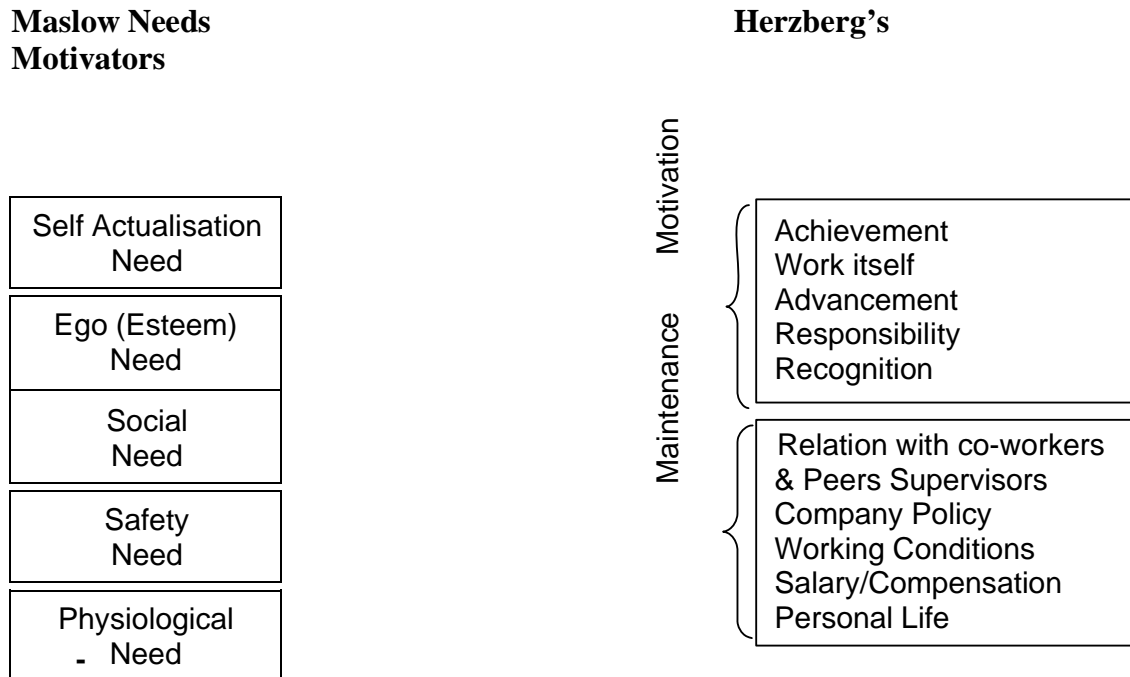 Maslow Needs
Motivators
Herzberg's
Self Actualisation
Need
Ego (Esteem)
Need
Social
Need
Safety
Need
Physiological
- Need
Motivation
Maintenance
Achievement
Work itself
Advancement
Responsibility
Recognition
Relation with co-workers
& Peers Supervisors
Company Policy
Working Conditions
Salary/Compensation
Personal Life